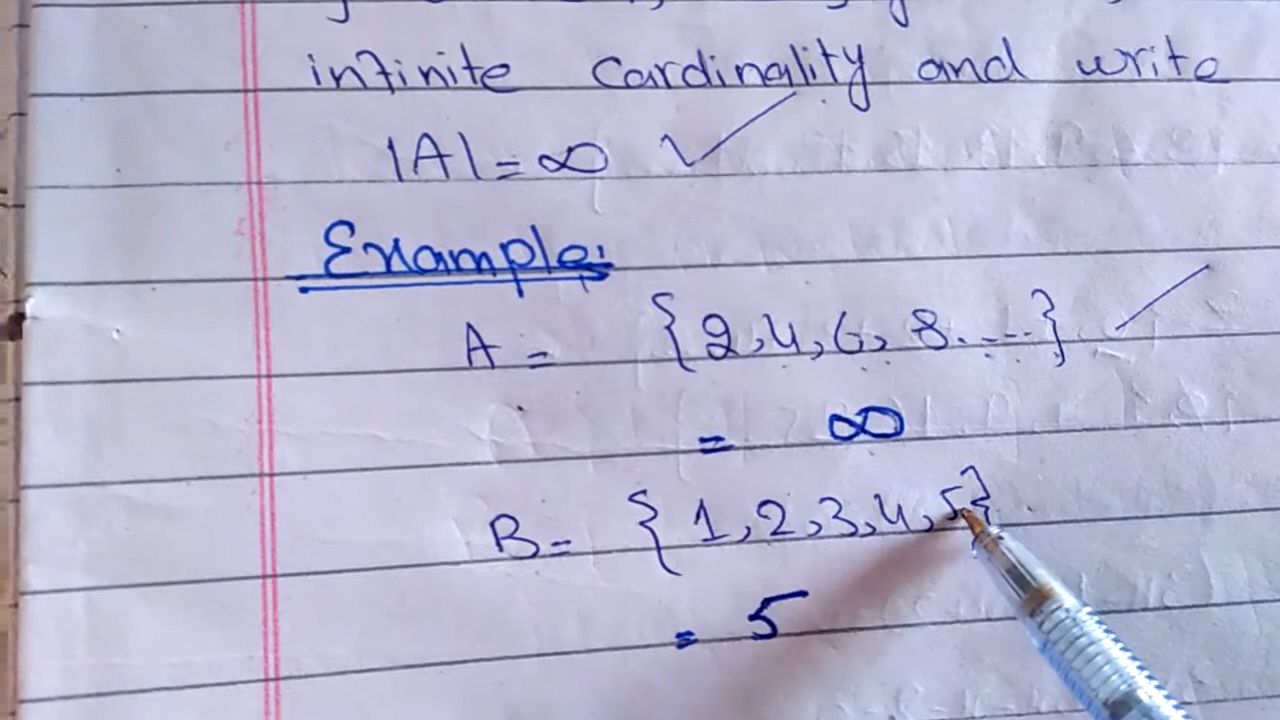 infinite cardinality and write
|A| = ∞
Example:
A = {2,4,6,8.....}
= ∞
B = {1,2,3,4,5}
= 5